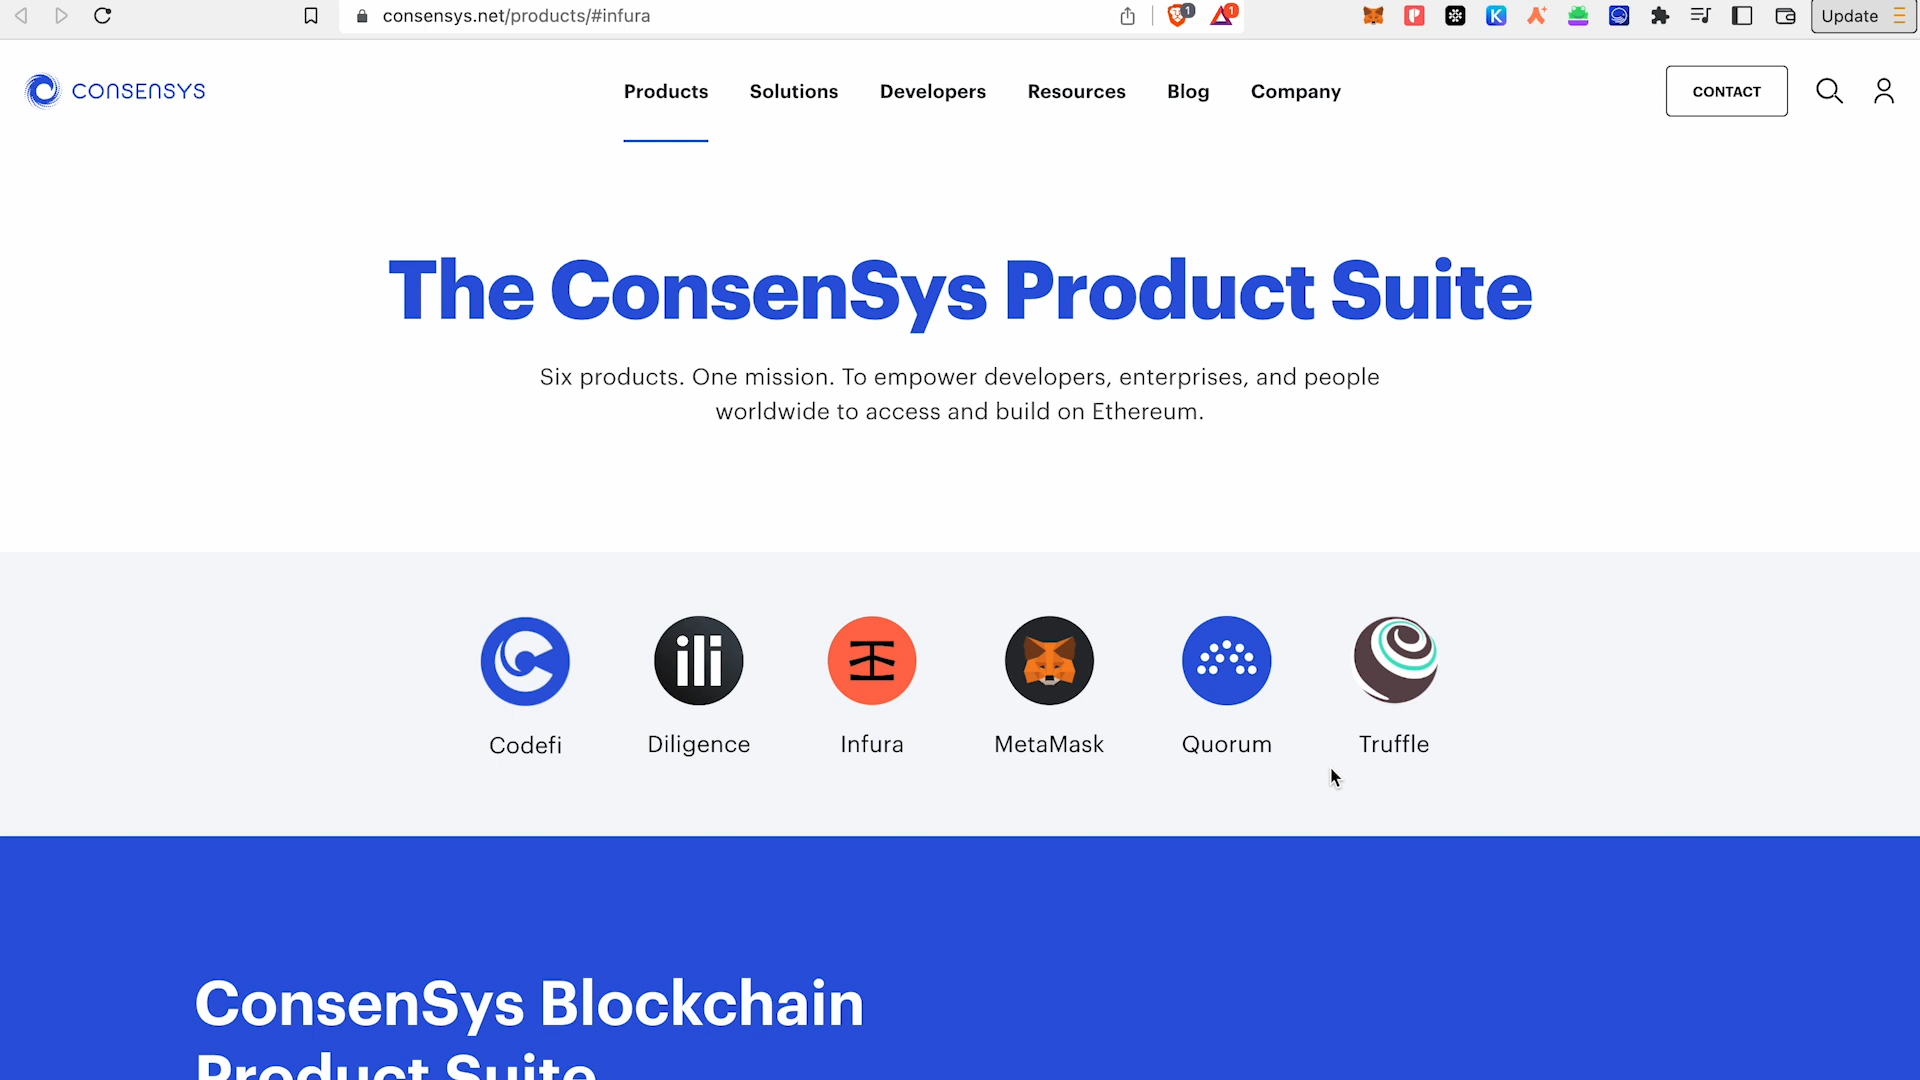 consensys.net/products/#infura
1
1
Update
CONSENSYS
Products
Solutions
Developers
Resources
Blog
Company
CONTACT
The ConsenSys Product Suite
Six products. One mission. To empower developers, enterprises, and people
worldwide to access and build on Ethereum.
Codefi
Diligence
Infura
MetaMask
Quorum
Truffle
ConsenSys Blockchain
Product Suite